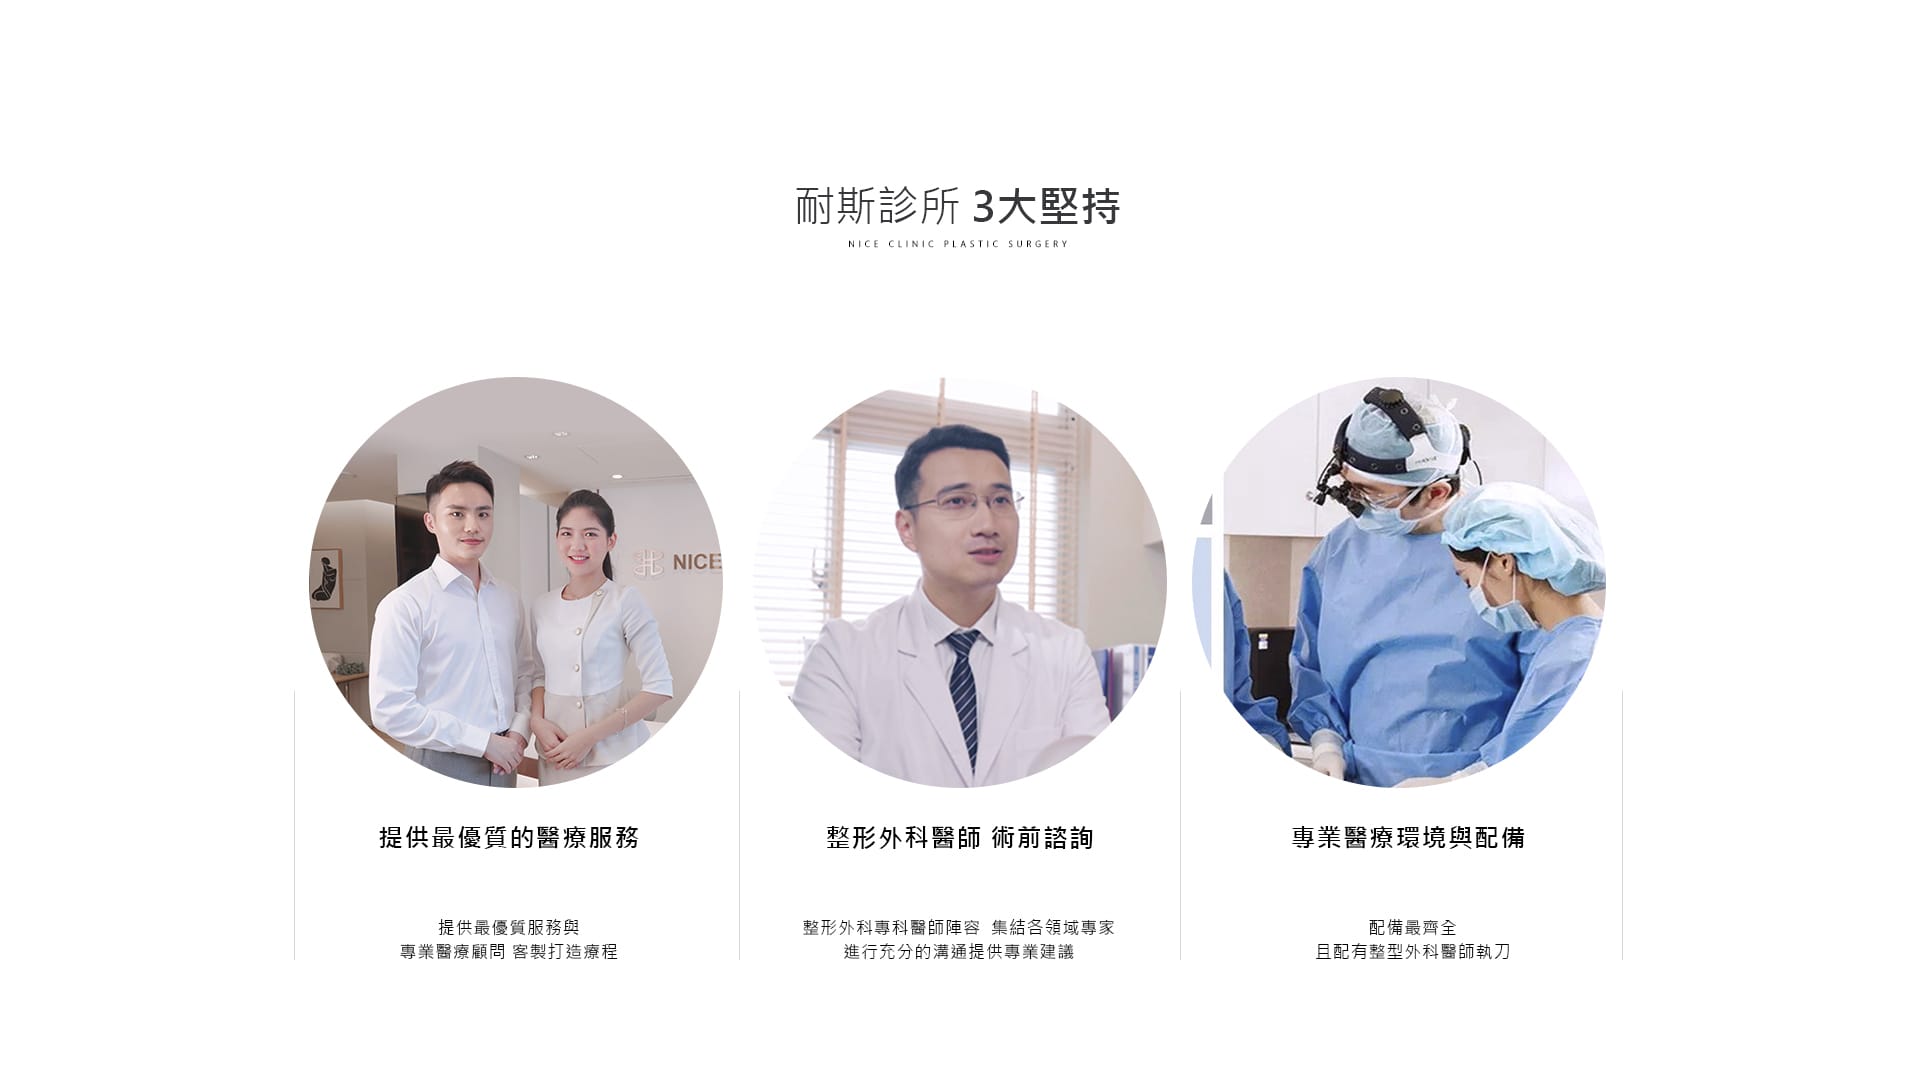 耐斯診所 3大堅持
NICE CLINIC PLASTIC SURGERY
NICE
提供最優質的醫療服務
提供最優質服務與
專業醫療顧問 客製打造療程
整形外科醫師 術前諮詢
整形外科專科醫師陣容 集結各領域專家
進行充分的溝通提供專業建議
專業醫療環境與配備
配備最齊全
且配有整型外科醫師執刀